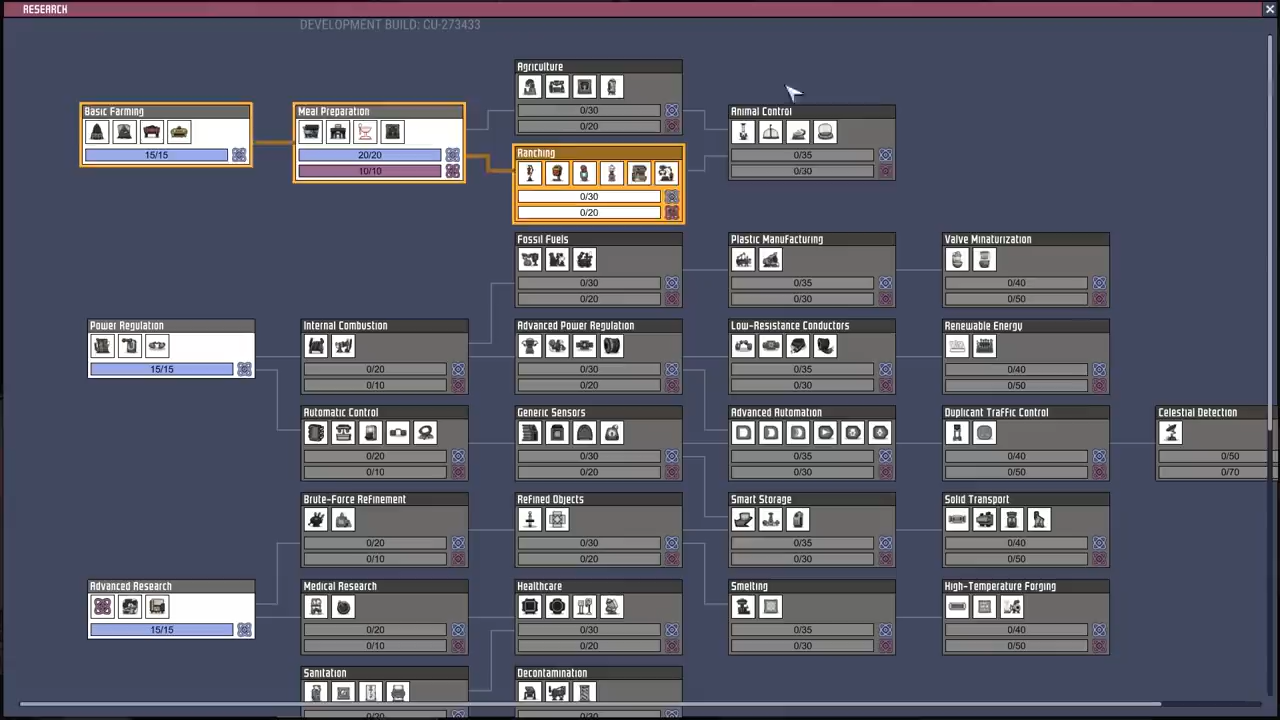 RESEARCH
DEVELOPMENT BUILD: CU-273433
Agriculture
0/30
0/20
Basic Farming
15/15
Meal Preparation
20/20
10/10
Animal Control
0/35
0/30
Ranching
0/30
0/20
Fossil Fuels
0/30
0/20
Plastic Manufacturing
0/35
0/30
Valve Minaturization
0/40
0/50
Power Regulation
15/15
Internal Combustion
0/20
0/10
Advanced Power Regulation
0/30
0/20
Low-Resistance Conductors
0/35
0/30
Renewable Energy
0/40
0/50
Automatic Control
0/20
0/10
Generic Sensors
0/30
0/20
Advanced Automation
0/35
0/30
Duplicant Traffic Control
0/40
0/50
Celestial Detection
0/50
0/70
Brute-Force Refinement
0/20
0/10
Refined Objects
0/30
0/20
Smart Storage
0/35
0/30
Solid Transport
0/40
0/50
Advanced Research
15/15
Medical Research
0/20
0/10
Healthcare
0/30
0/20
Smelting
0/35
0/30
High-Temperature Forging
0/40
0/50
Sanitation
Decontamination